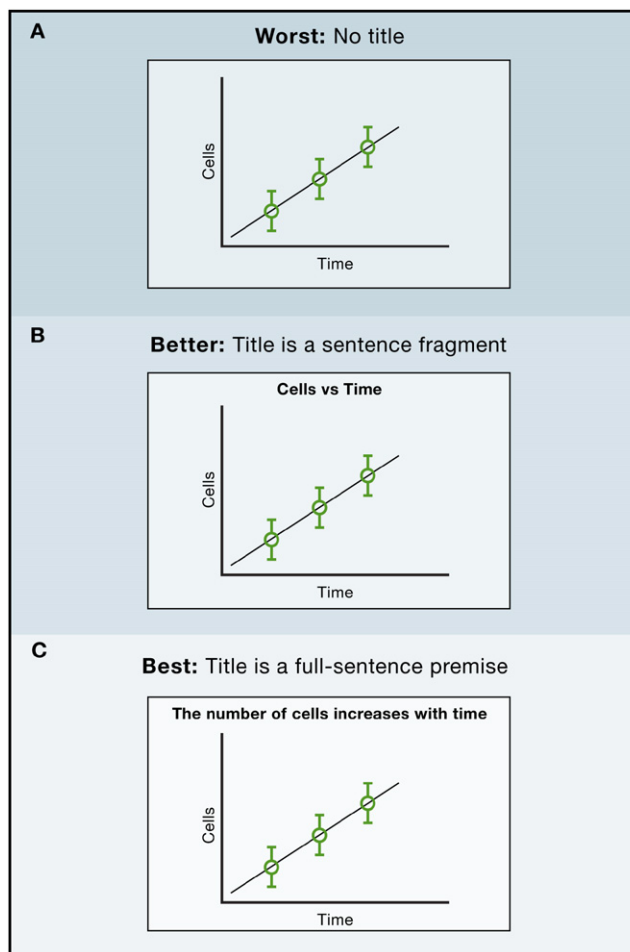 A
Worst: No title
Cells
Time
B
Better: Title is a sentence fragment
Cells vs Time
Cells
Time
C
Best: Title is a full-sentence premise
The number of cells increases with time
Cells
Time